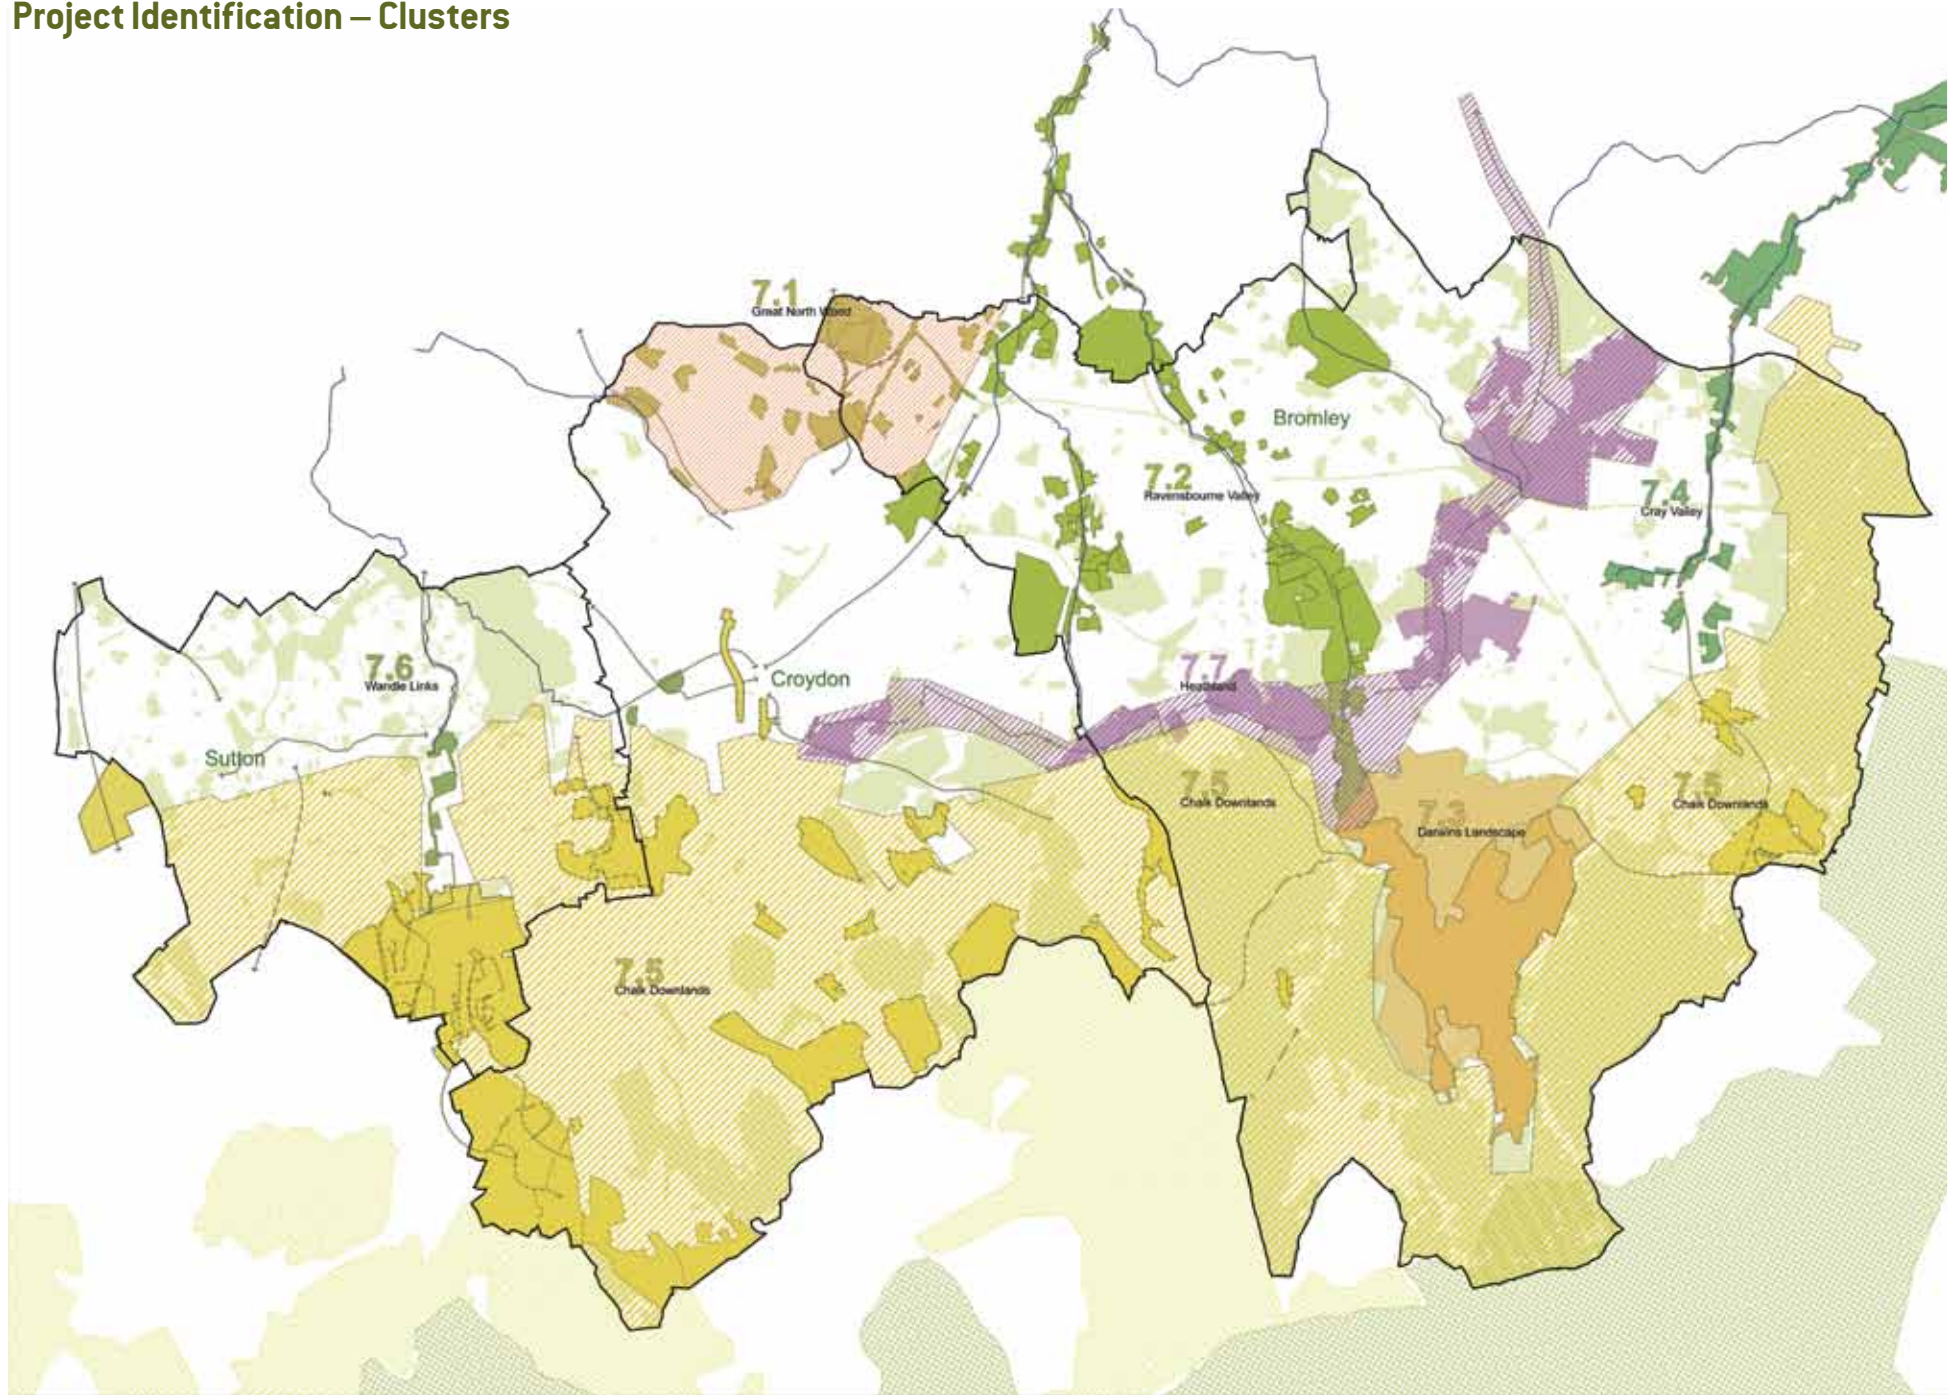 Project Identification – Clusters
7.1
Great North Wood
Bromley
7.2
Ravensbourne Valley
7.4
Cray Valley
7.6
Wandle Links
Croydon
7.7
Heathland
Sutton
7.5
Chalk Downlands
7.3
Darwins Landscape
7.5
Chalk Downlands
7.5
Chalk Downlands